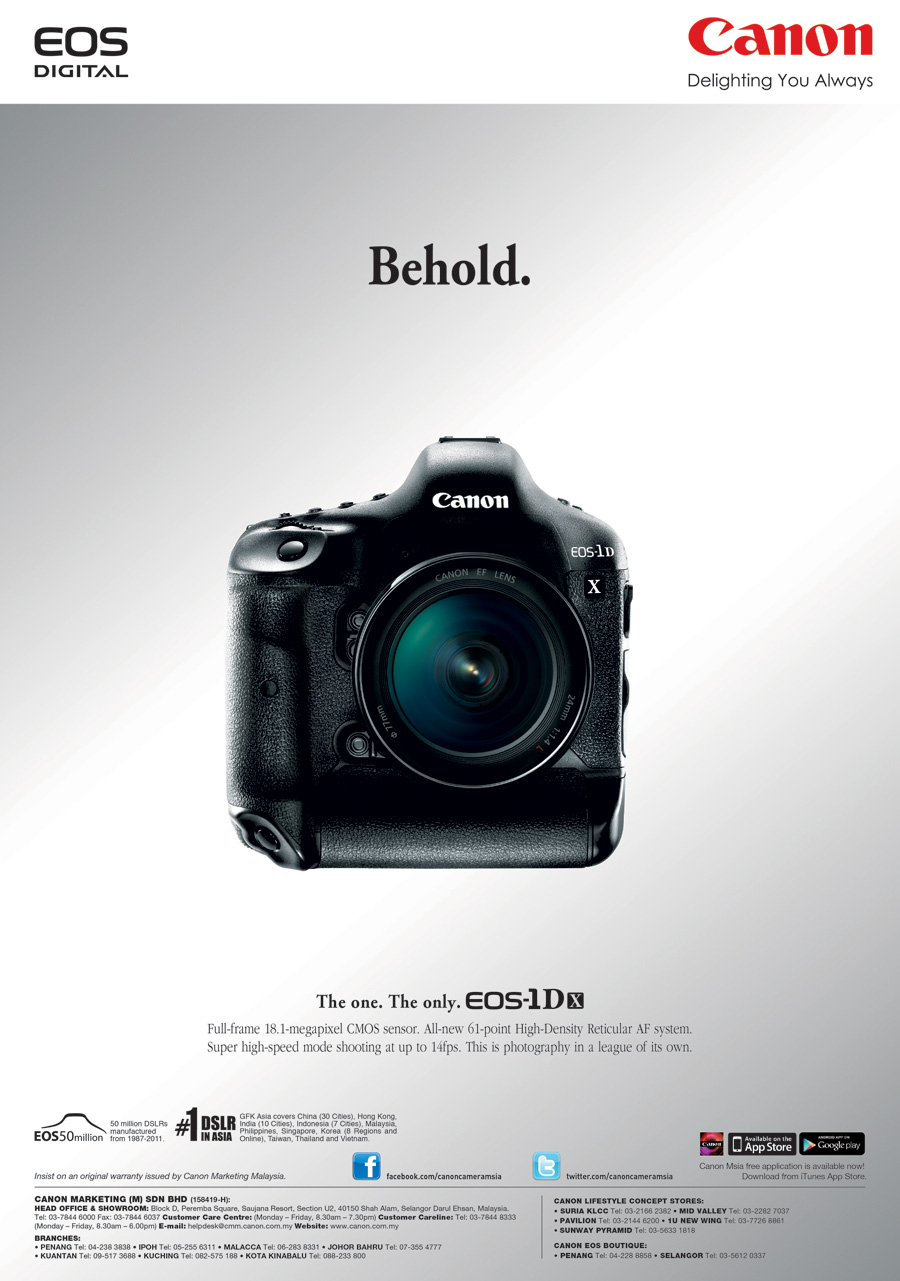 EOS
DIGITAL
Canon
Delighting You Always
Behold.
Canon
EOS-1D
X
CANON EF LENS
24mm 1:1.4 L
Φ77mm
The one. The only. EOS-1D X
Full-frame 18.1-megapixel CMOS sensor. All-new 61-point High-Density Reticular AF system.
Super high-speed mode shooting at up to 14fps. This is photography in a league of its own.
EOS50million
50 million DSLRs
manufactured
from 1987-2011.
#1 DSLR
IN ASIA
GFK Asia covers China (30 Cities), Hong Kong,
India (10 Cities), Indonesia (7 Cities), Malaysia,
Philippines, Singapore, Korea (8 Regions and
Online), Taiwan, Thailand and Vietnam.
Canon
Available on the
App Store
ANDROID APP ON
Google play
Canon Msia free application is available now!
Download from iTunes App Store.
Insist on an original warranty issued by Canon Marketing Malaysia.
f
facebook.com/canoncameramsia
t
twitter.com/canoncameramsia
CANON MARKETING (M) SDN BHD (158419-H):
HEAD OFFICE & SHOWROOM: Block D, Peremba Square, Saujana Resort, Section U2, 40150 Shah Alam, Selangor Darul Ehsan, Malaysia.
Tel: 03-7844 6000 Fax: 03-7844 6037 Customer Care Centre: (Monday – Friday, 8.30am – 7.30pm) Customer Careline: Tel: 03-7844 8333
(Monday – Friday, 8.30am – 6.00pm) E-mail: helpdesk@cmm.canon.com.my Website: www.canon.com.my
BRANCHES:
• PENANG Tel: 04-238 3838 • IPOH Tel: 05-255 6311 • MALACCA Tel: 06-283 8331 • JOHOR BAHRU Tel: 07-355 4777
• KUANTAN Tel: 09-517 3688 • KUCHING Tel: 082-575 188 • KOTA KINABALU Tel: 088-233 800
CANON LIFESTYLE CONCEPT STORES:
• SURIA KLCC Tel: 03-2166 2382 • MID VALLEY Tel: 03-2282 7037
• PAVILION Tel: 03-2144 6200 • 1U NEW WING Tel: 03-7726 8861
• SUNWAY PYRAMID Tel: 03-5633 1818
CANON EOS BOUTIQUE:
• PENANG Tel: 04-228 8858 • SELANGOR Tel: 03-5612 0337